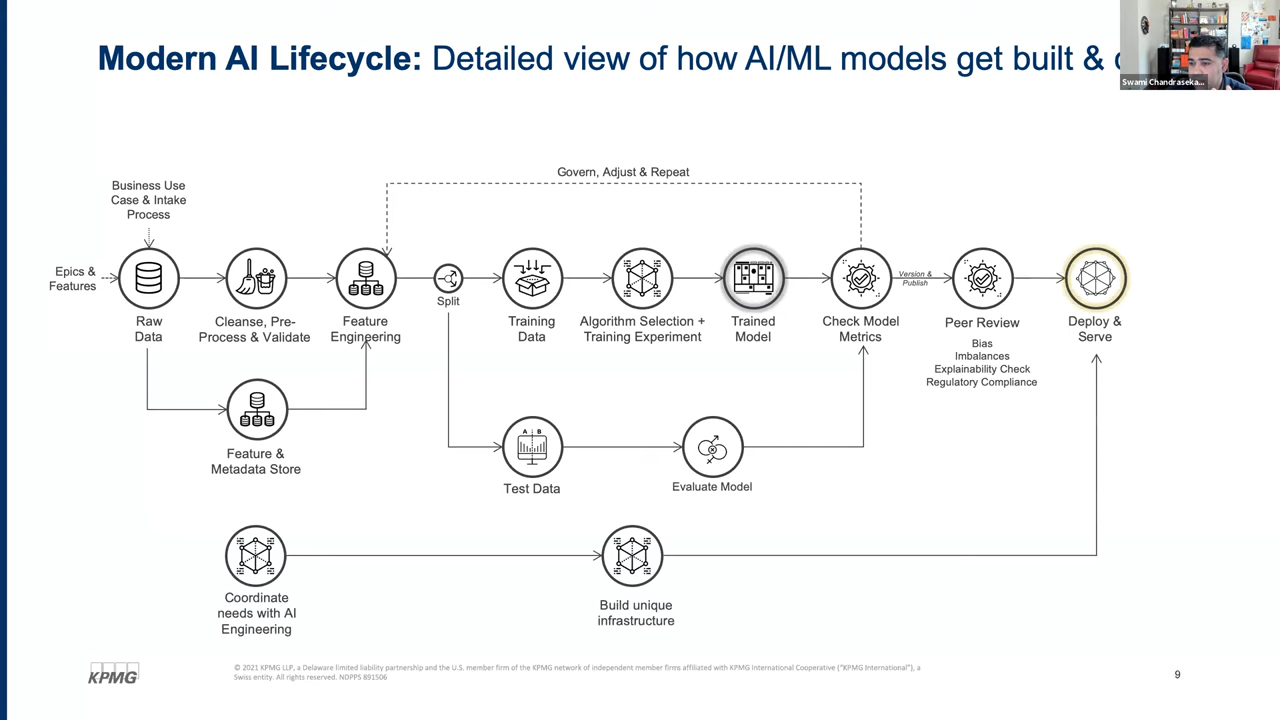 Modern AI Lifecycle: Detailed view of how AI/ML models get built &
Swami Chandraseka...
Govern, Adjust & Repeat
Business Use
Case & Intake
Process
Epics &
Features
Raw
Data
Cleanse, Pre-
Process & Validate
Feature
Engineering
Split
Training
Data
Algorithm Selection +
Training Experiment
Trained
Model
Check Model
Metrics
Version &
Publish
Peer Review
Bias
Imbalances
Explainability Check
Regulatory Compliance
Deploy &
Serve
Feature &
Metadata Store
A B
Test Data
Evaluate Model
Coordinate
needs with AI
Engineering
Build unique
infrastructure
KPMG
© 2021 KPMG LLP, a Delaware limited liability partnership and the U.S. member firm of the KPMG network of independent member firms affiliated with KPMG International Cooperative ("KPMG International"), a
Swiss entity. All rights reserved. NDPPS 891506
9